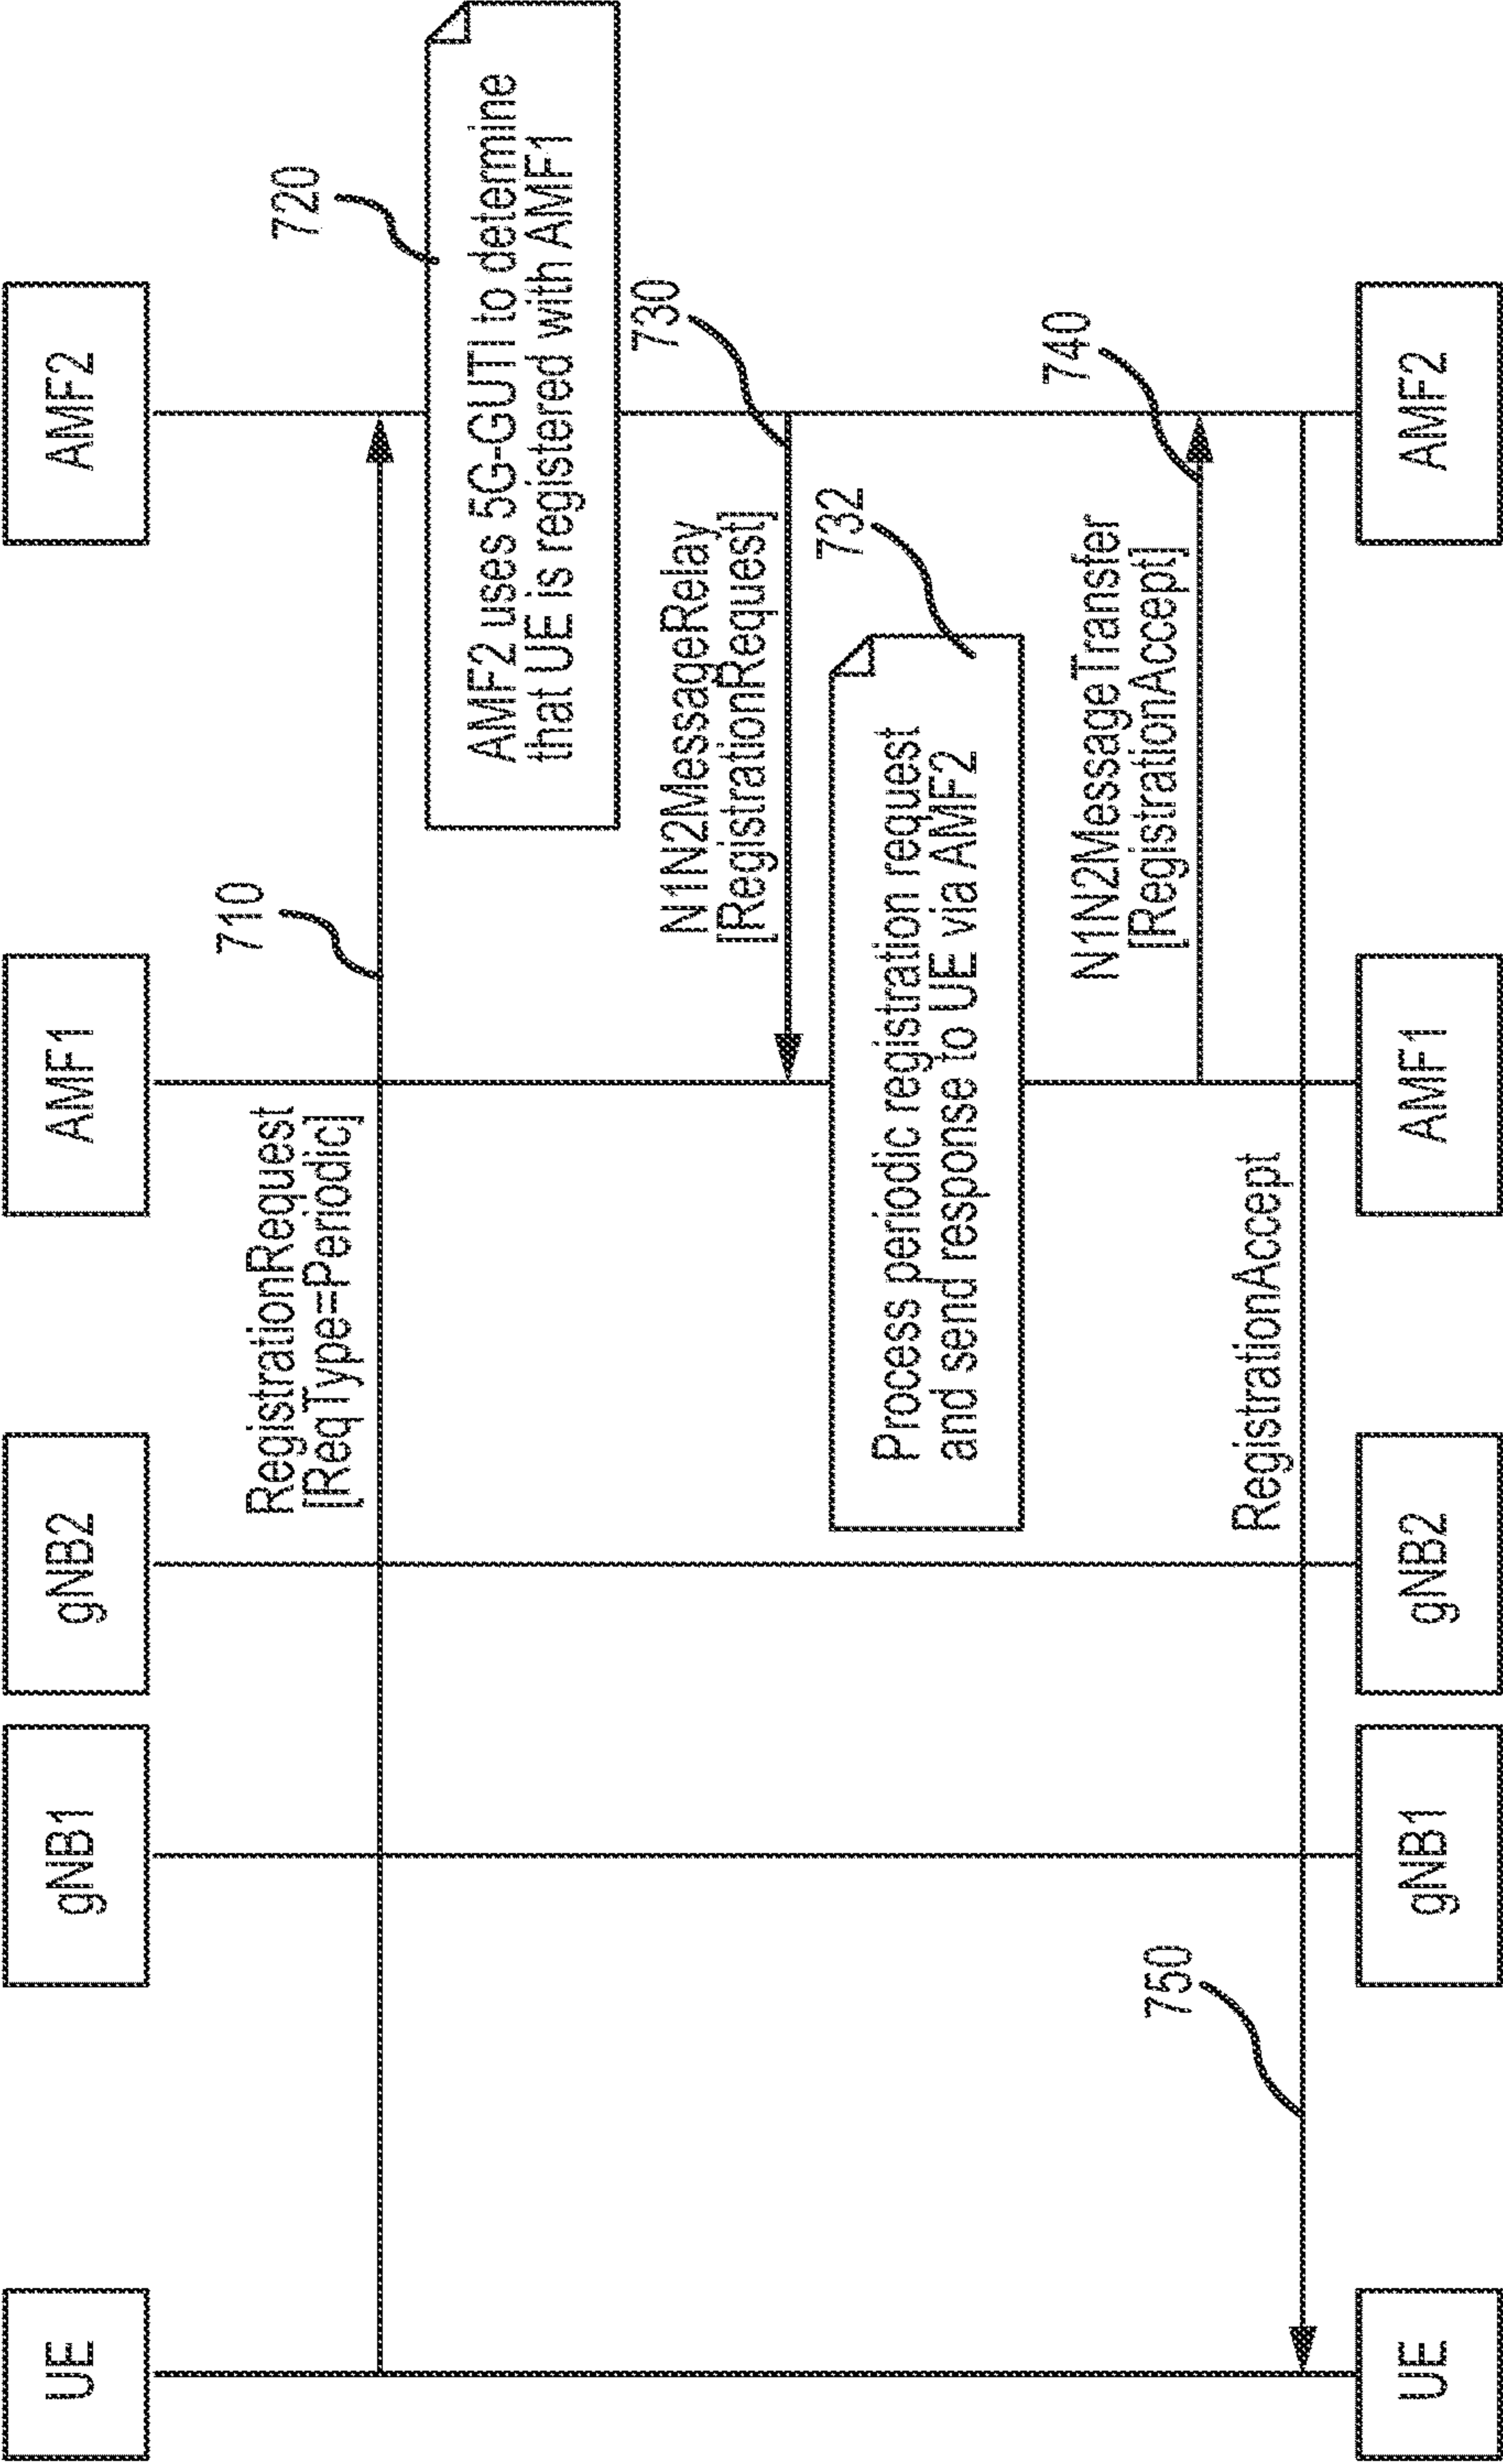 UE
gNB1
gNB2
AMF1
AMF2
710
RegistrationRequest
[ReqType=Periodic]
720
AMF2 uses 5G-GUTI to determine
that UE is registered with AMF1
730
N1N2MessageRelay
[RegistrationRequest]
732
Process periodic registration request
and send response to UE via AMF2
740
N1N2MessageTransfer
[RegistrationAccept]
750
RegistrationAccept
UE
gNB1
gNB2
AMF1
AMF2